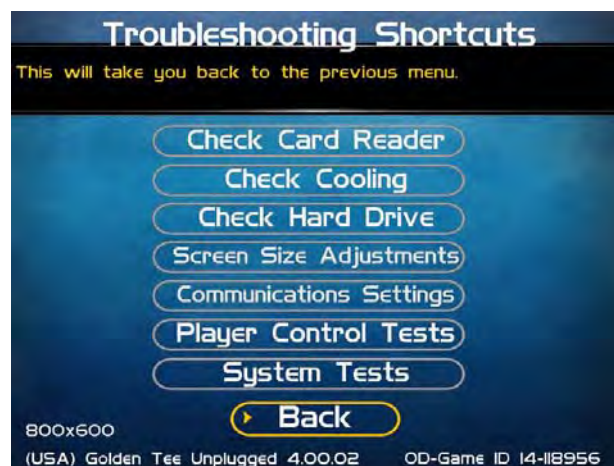 Troubleshooting Shortcuts
This will take you back to the previous menu.
Check Card Reader
Check Cooling
Check Hard Drive
Screen Size Adjustments
Communications Settings
Player Control Tests
System Tests
Back
800x600
(USA) Golden Tee Unplugged 4.00.02 OD-Game ID 14-118956